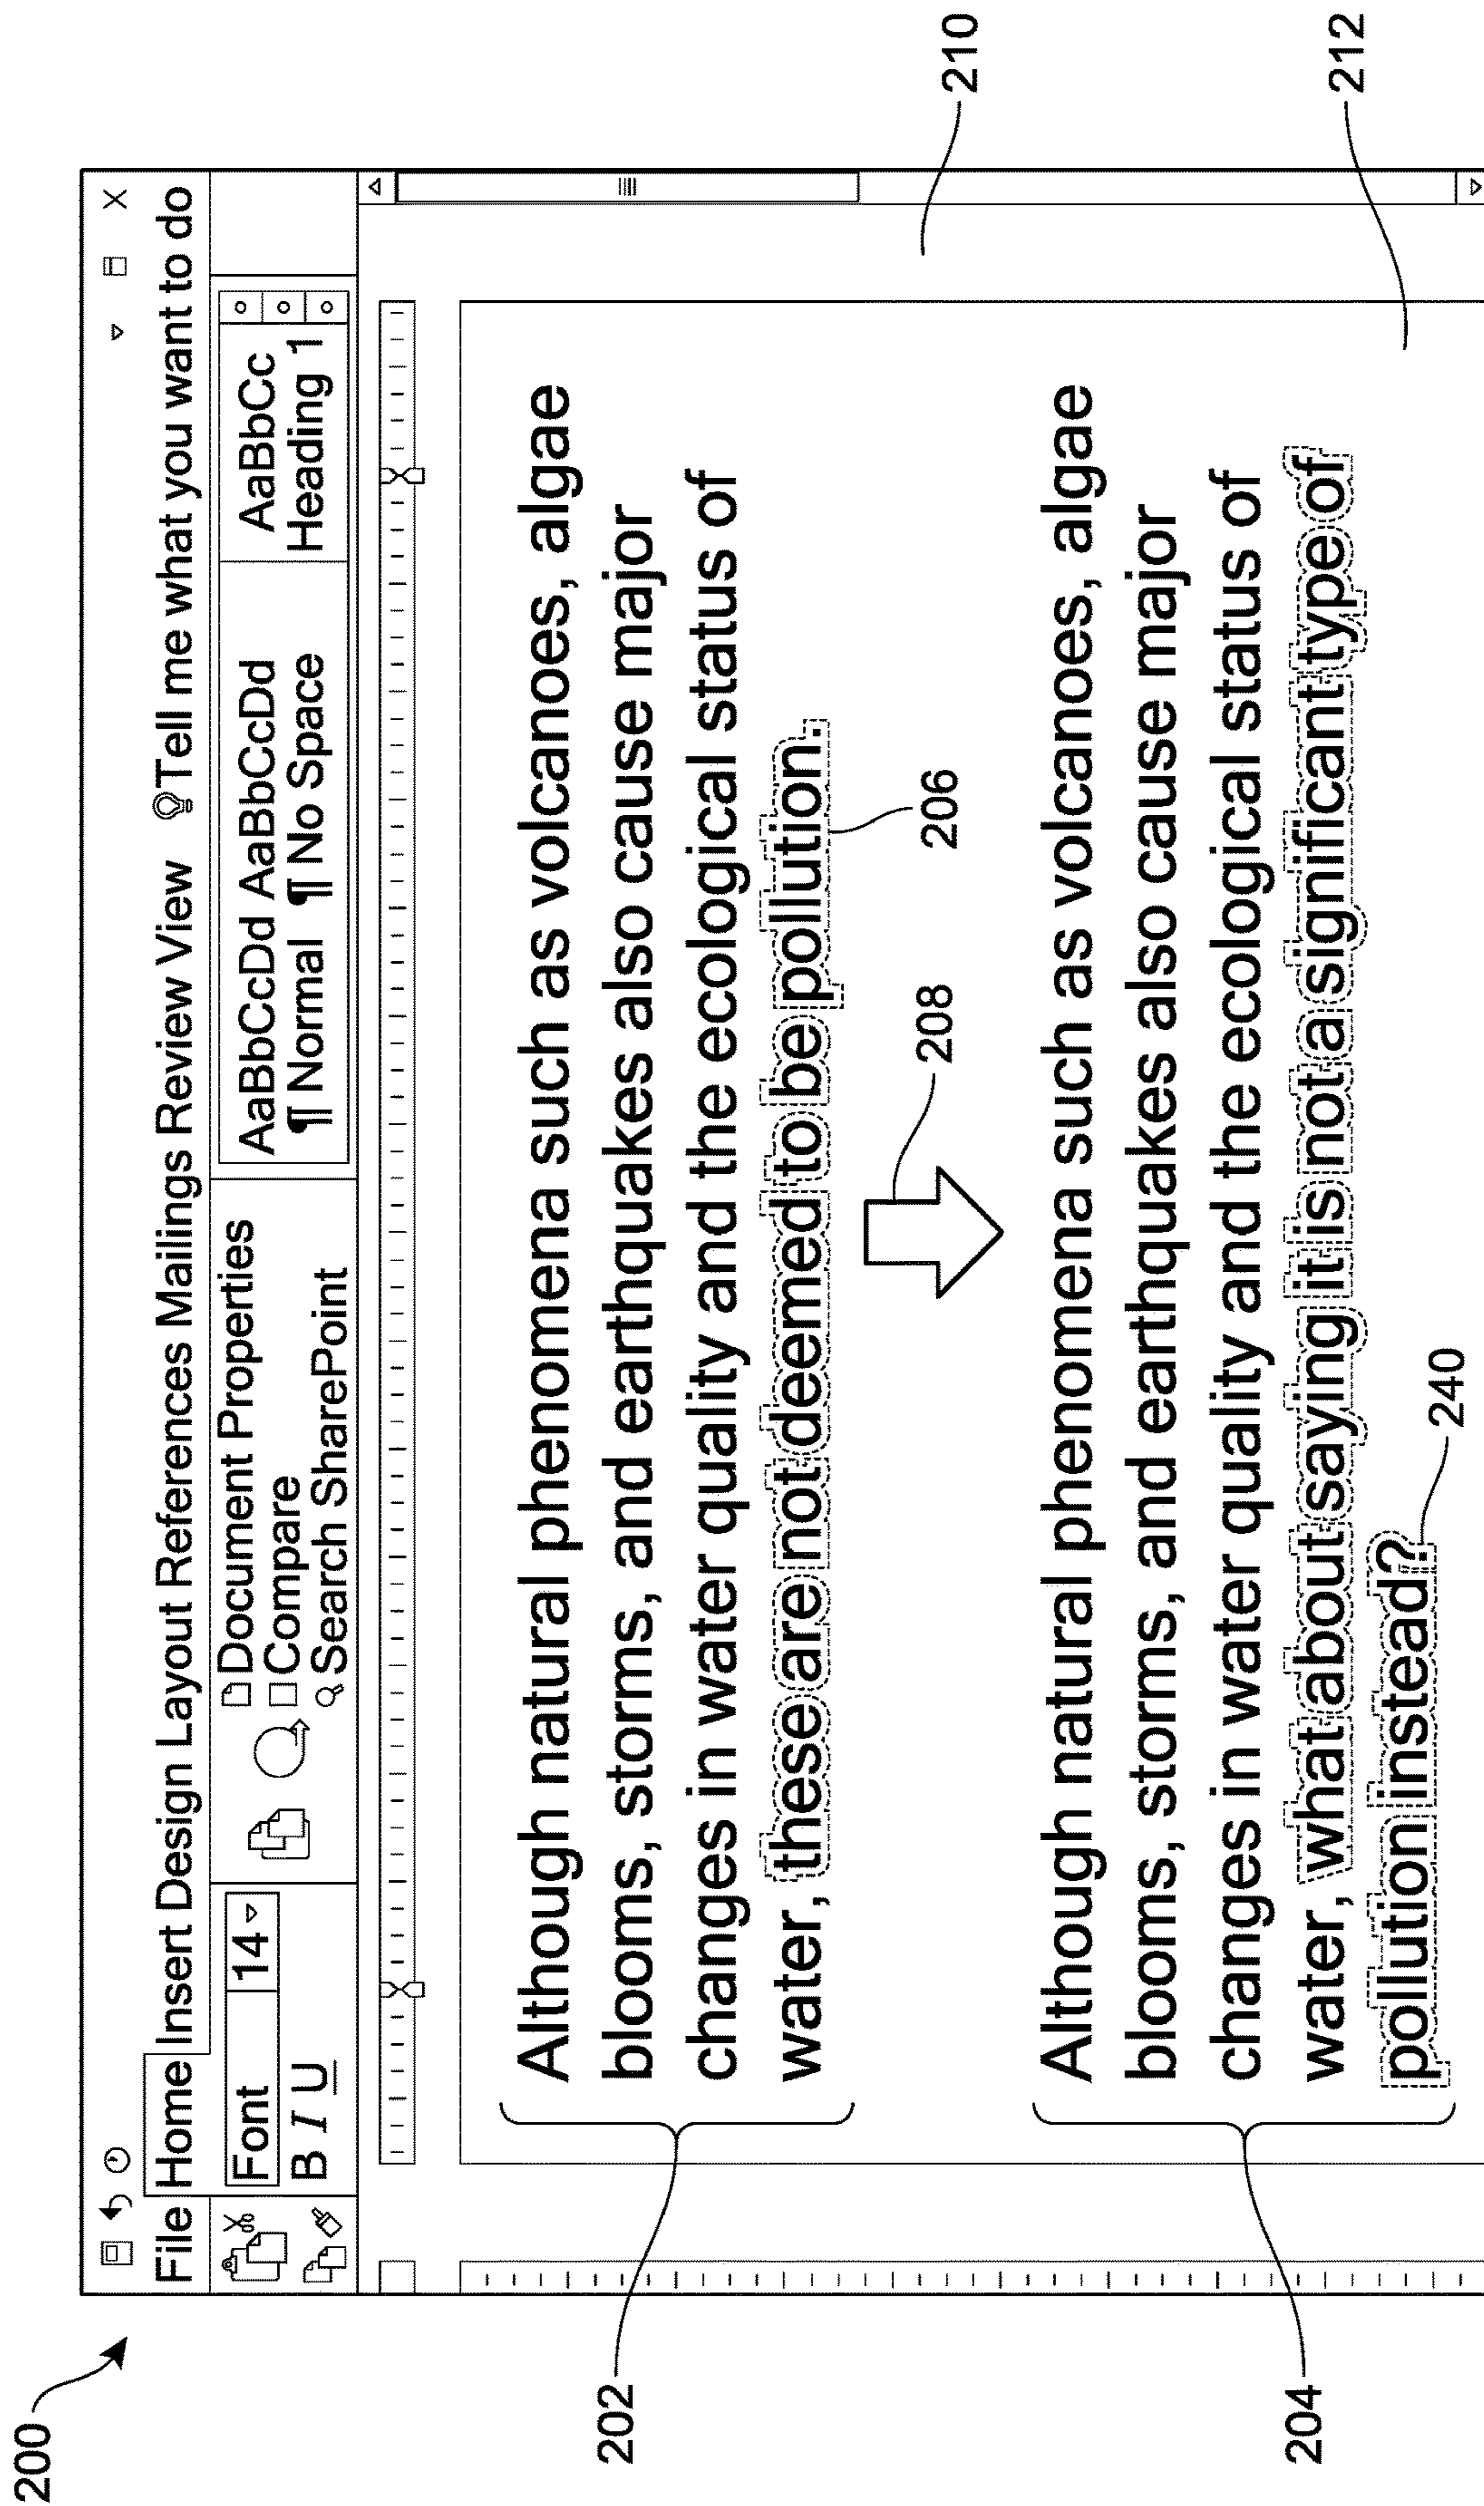 200
File Home Insert Design Layout References Mailings Review View Tell me what you want to do
Font 14
B I U
Document Properties
Compare
Search SharePoint
AaBbCcDd AaBbCcDd AaBbCc
¶ Normal ¶ No Space Heading 1
202
Although natural phenomena such as volcanoes, algae
blooms, storms, and earthquakes also cause major
changes in water quality and the ecological status of
water, these are not deemed to be pollution.
206
208
210
204
Although natural phenomena such as volcanoes, algae
blooms, storms, and earthquakes also cause major
changes in water quality and the ecological status of
water, what about saying it is not a significant type of
pollution instead?
240
212